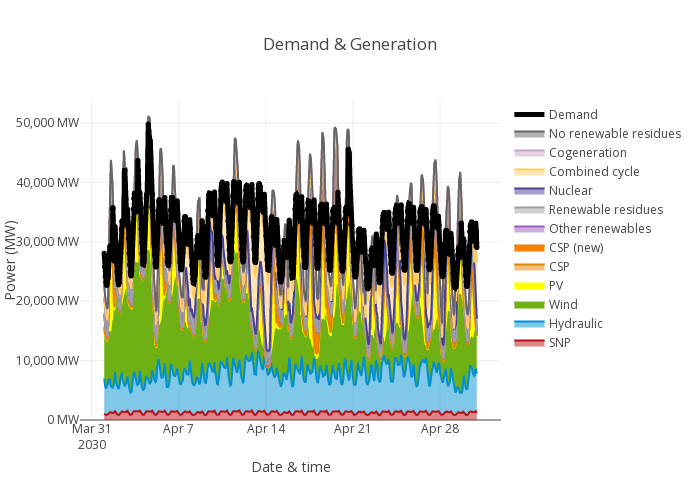 Demand & Generation
50,000 MW
40,000 MW
30,000 MW
20,000 MW
10,000 MW
0 MW
Power (MW)
Mar 31
2030
Apr 7
Apr 14
Apr 21
Apr 28
Date & time
Demand
No renewable residues
Cogeneration
Combined cycle
Nuclear
Renewable residues
Other renewables
CSP (new)
CSP
PV
Wind
Hydraulic
SNP